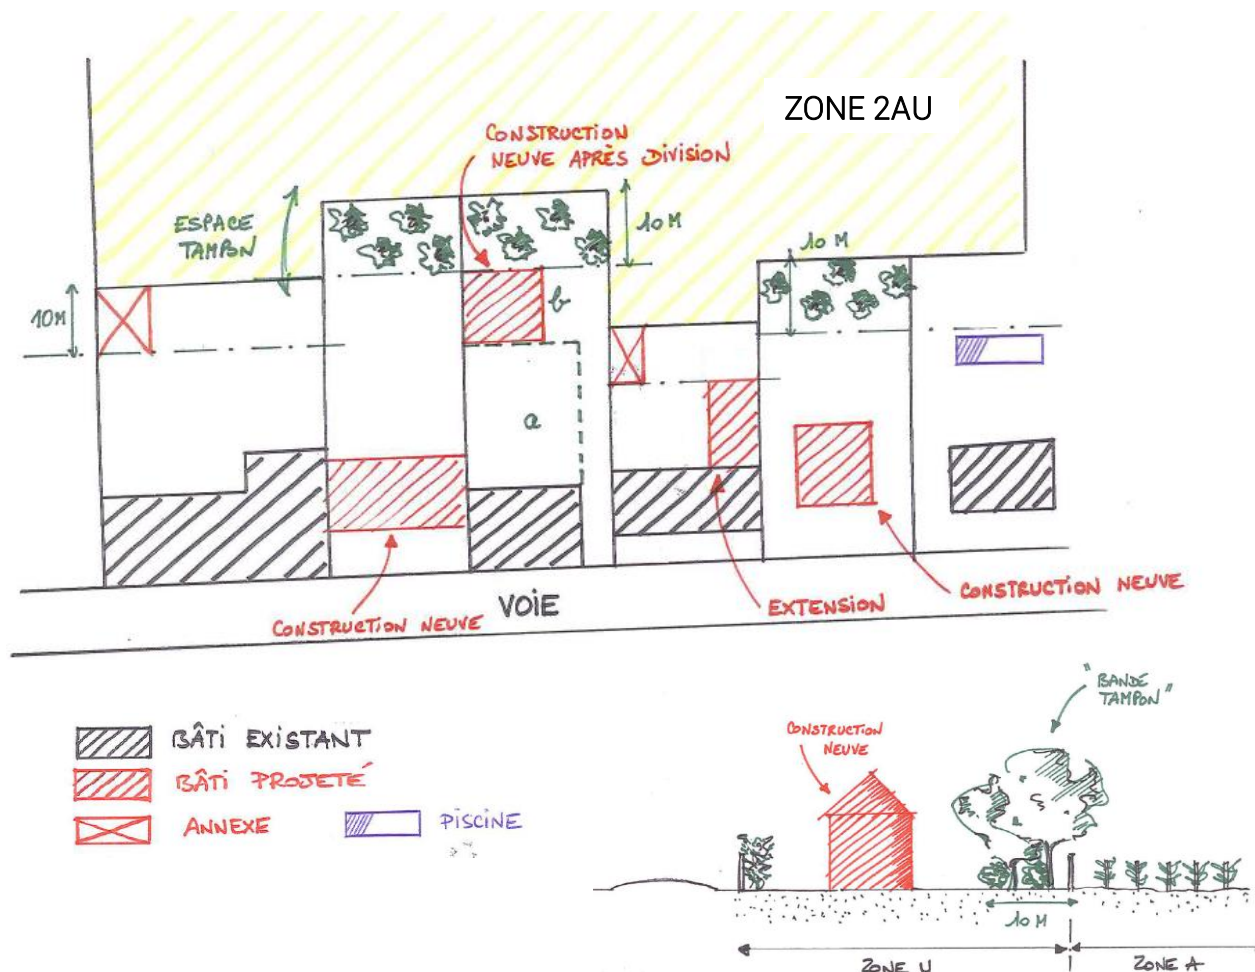 ZONE 2AU
CONSTRUCTION
NEUVE APRÈS DIVISION
ESPACE
TAMPON
10 M
10 M
10M
b
a
VOIE
CONSTRUCTION NEUVE
EXTENSION
CONSTRUCTION NEUVE
BÂTI EXISTANT
BÂTI PROJETÉ
ANNEXE
PISCINE
"BANDE
TAMPON"
CONSTRUCTION
NEUVE
10 M
ZONE U
ZONE A